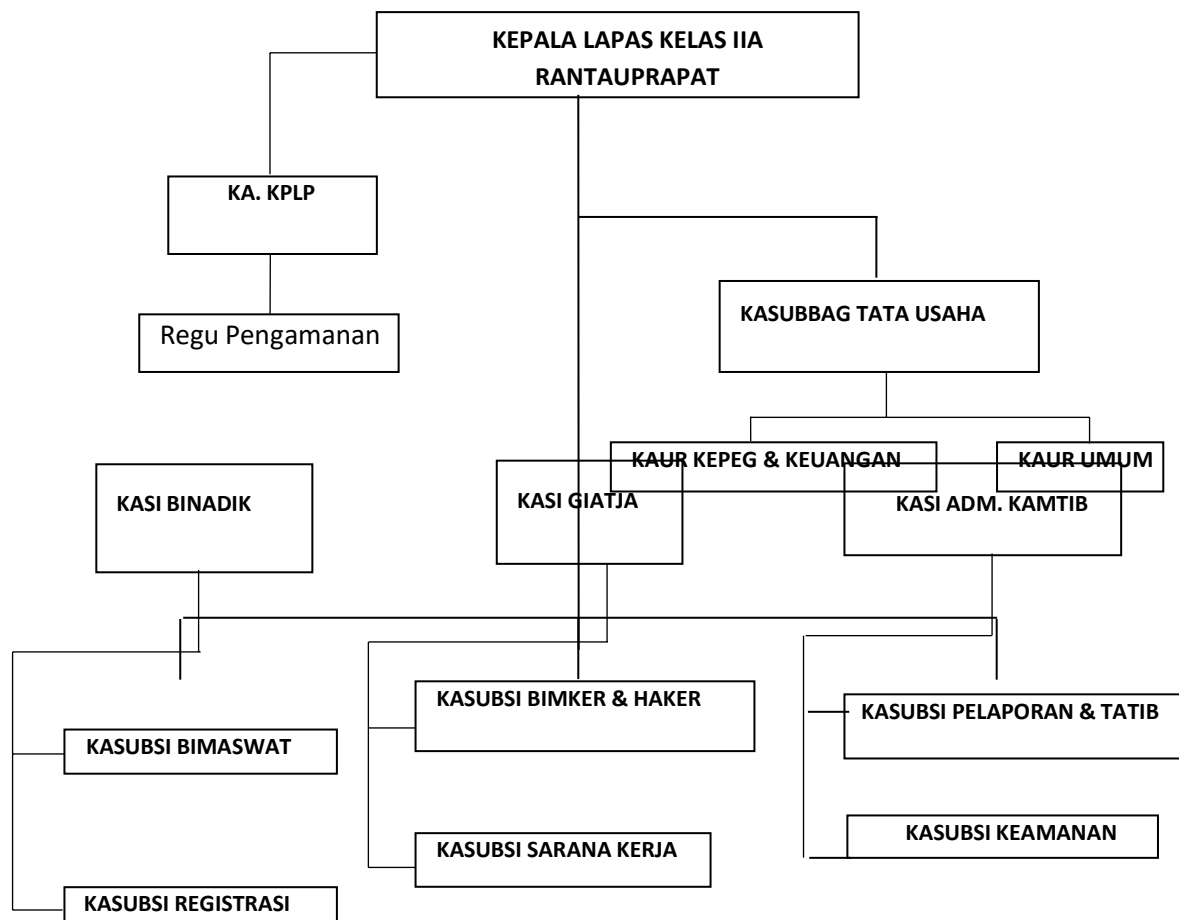 KEPALA LAPAS KELAS IIA
RANTAUPRAPAT
KA. KPLP
Regu Pengamanan
KASUBBAG TATA USAHA
KAUR KEPEG & KEUANGAN
KAUR UMUM
KASI BINADIK
KASI GIATJA
KASI ADM. KAMTIB
KASUBSI BIMASWAT
KASUBSI REGISTRASI
KASUBSI BIMKER & HAKER
KASUBSI SARANA KERJA
KASUBSI PELAPORAN & TATIB
KASUBSI KEAMANAN